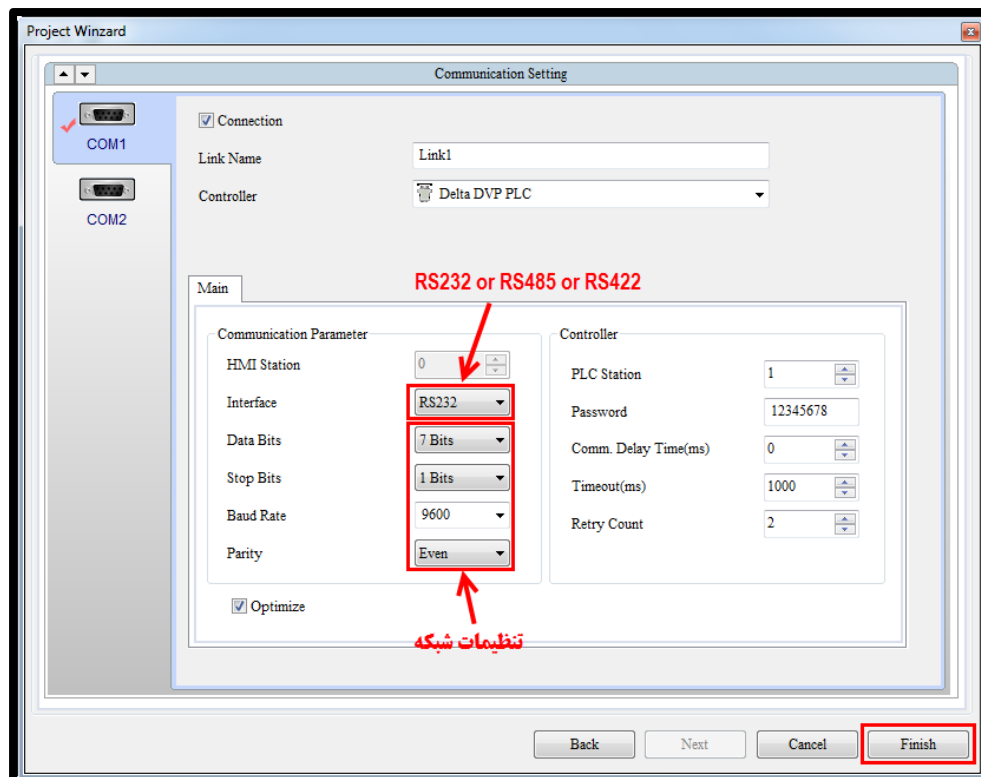 Project Winzard
Communication Setting
COM1
COM2
Connection
Link Name Link1
Controller Delta DVP PLC
RS232 or RS485 or RS422
Main
Communication Parameter
HMI Station 0
Interface RS232
Data Bits 7 Bits
Stop Bits 1 Bits
Baud Rate 9600
Parity Even
Controller
PLC Station 1
Password 12345678
Comm. Delay Time(ms) 0
Timeout(ms) 1000
Retry Count 2
Optimize
تنظیمات شبکه
Back Next Cancel Finish